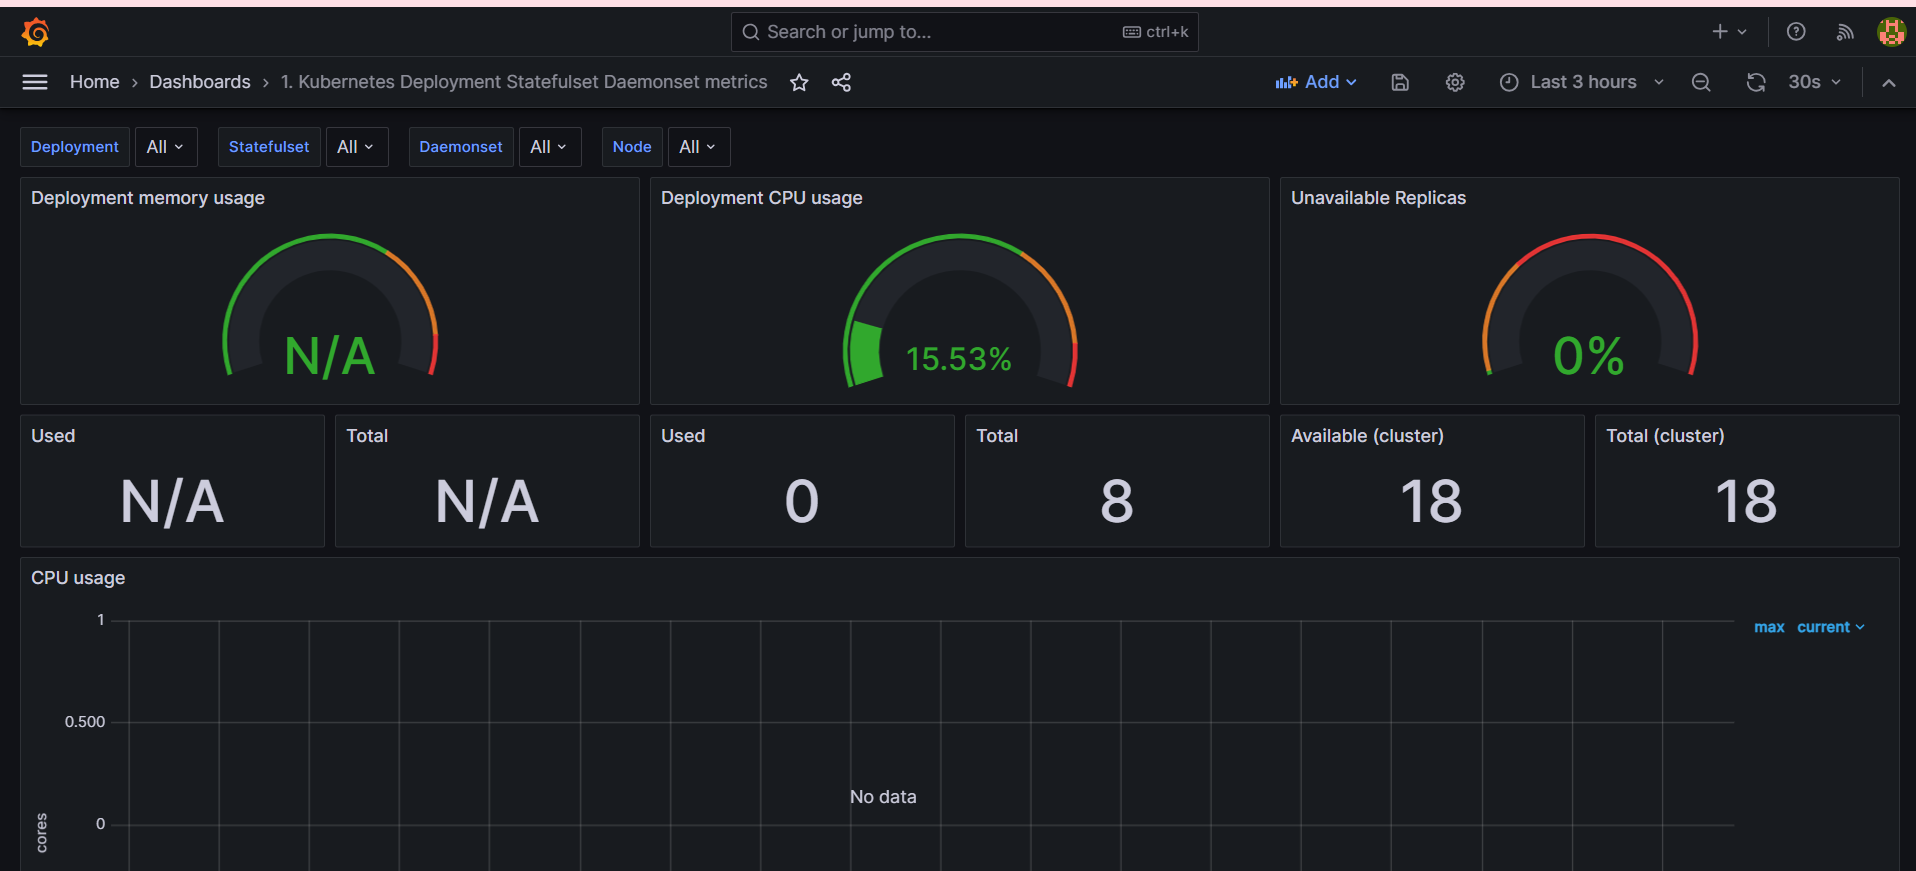 Search or jump to... ctrl+k
Home › Dashboards › 1. Kubernetes Deployment Statefulset Daemonset metrics Add Last 3 hours 30s
Deployment All Statefulset All Daemonset All Node All
Deployment memory usage
N/A
Deployment CPU usage
15.53%
Unavailable Replicas
0%
Used
N/A
Total
N/A
Used
0
Total
8
Available (cluster)
18
Total (cluster)
18
CPU usage
1
0.500
0
cores
No data
max current